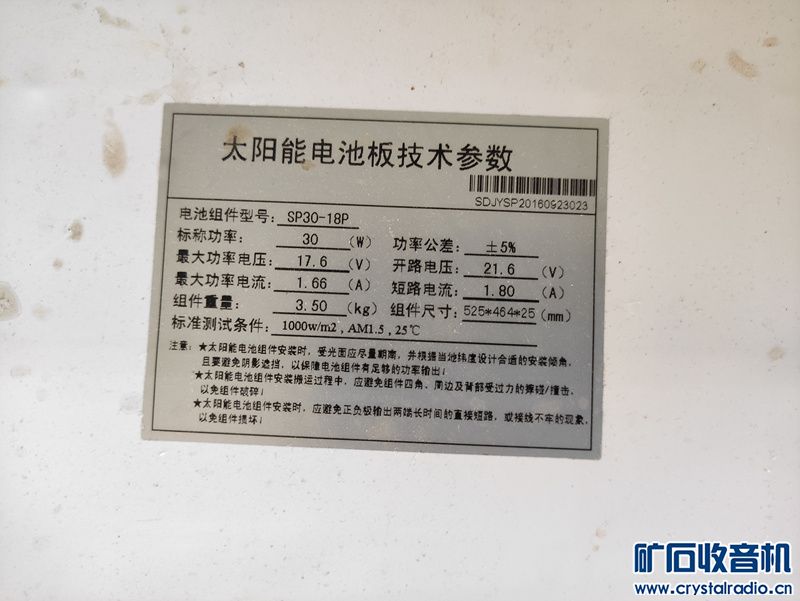 太阳能电池板技术参数
SDJYSP20160923023
电池组件型号: SP30-18P
标称功率: 30 (W) 功率公差: ±5%
最大功率电压: 17.6 (V) 开路电压: 21.6 (V)
最大功率电流: 1.66 (A) 短路电流: 1.80 (A)
组件重量: 3.50 (kg) 组件尺寸: 525*464*25 (mm)
标准测试条件: 1000w/m², AM1.5, 25℃
注意: ★太阳能电池组件安装时, 受光面应尽量朝南, 并根据当地纬度设计合适的安装倾角,
且要避免阴影遮挡, 以保障电池组件有足够的功率输出!
★太阳能电池组件安装搬运过程中, 应避免组件四角、周边及背部受过力的摔碰/撞击,
以免组件破碎!
★太阳能电池组件安装时, 应避免正负极输出两端长时间的直接短路, 或接线不牢的现象,
以免组件损坏!
矿石收音机
www.crystalradio.cn